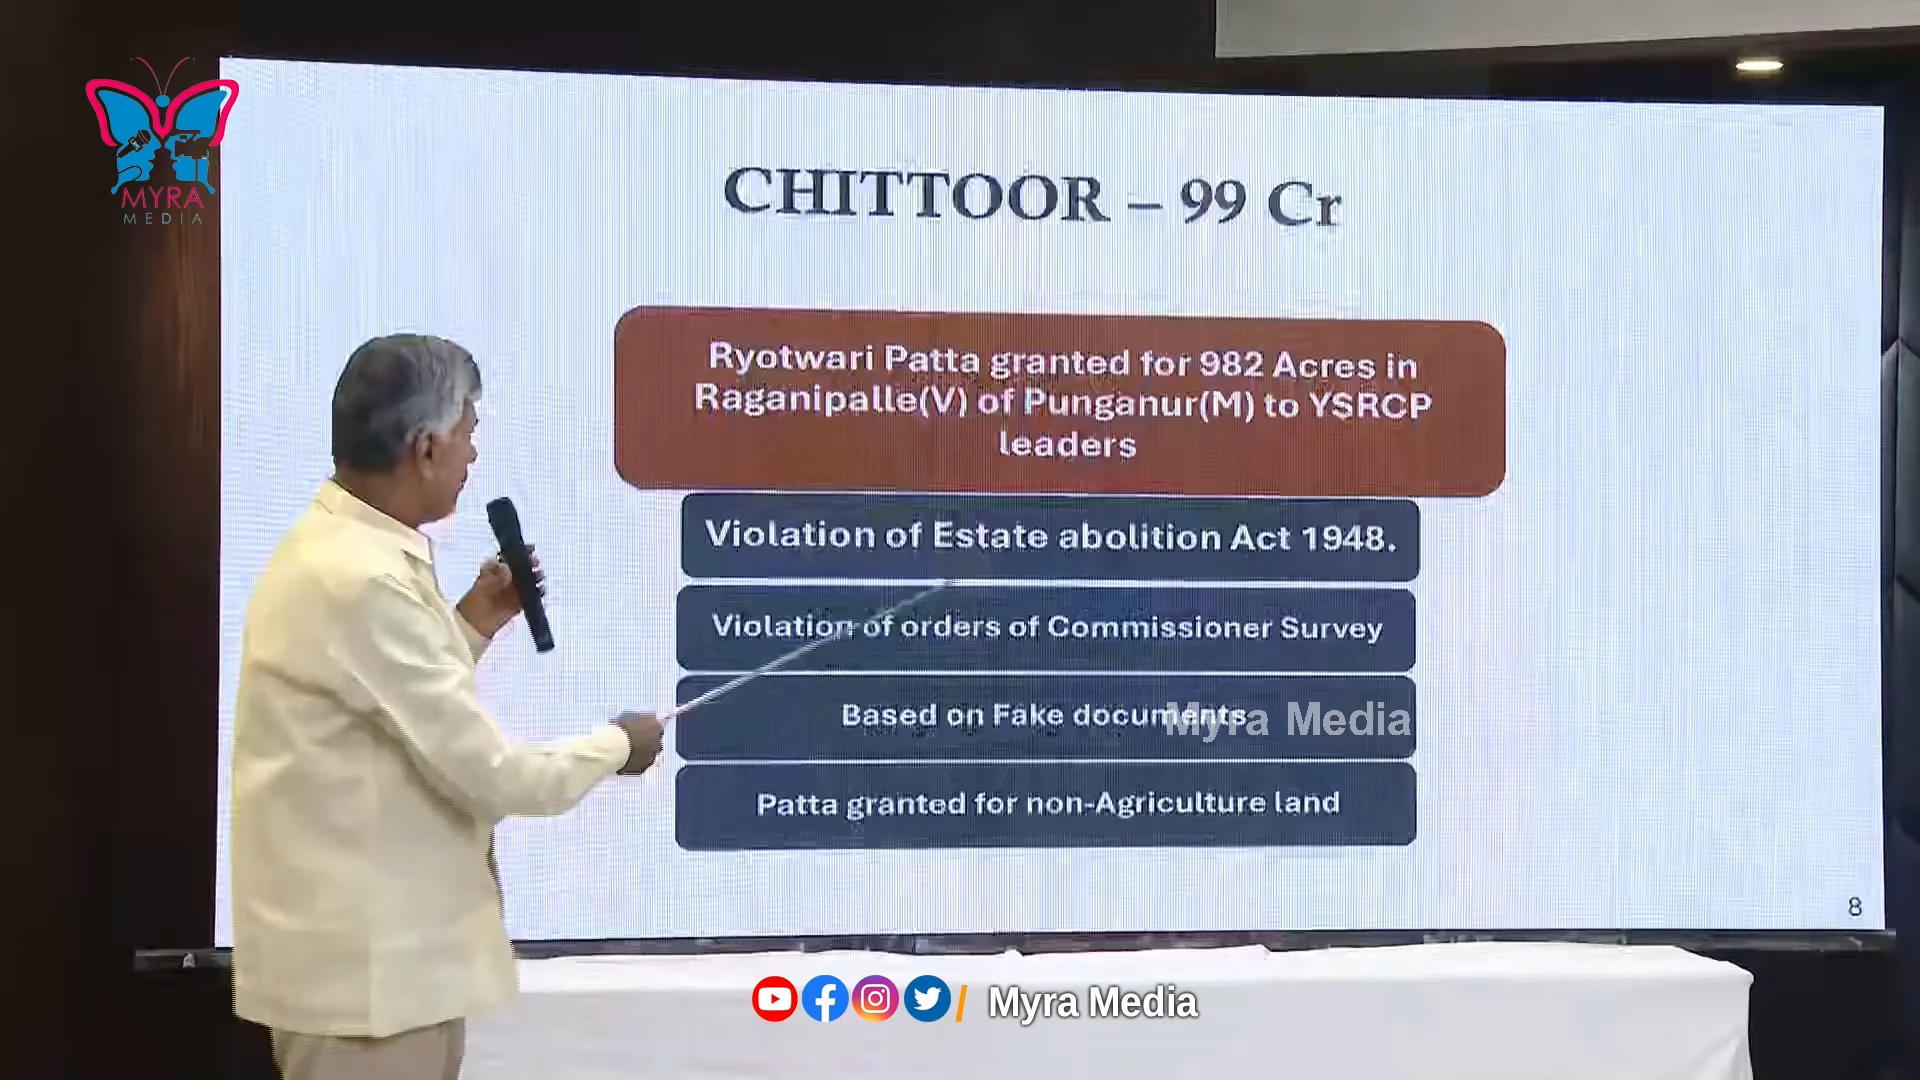 MYRA
MEDIA
CHITTOOR – 99 Cr
Ryotwari Patta granted for 982 Acres in
Raganipalle(V) of Punganur(M) to YSRCP
leaders
Violation of Estate abolition Act 1948.
Violation of orders of Commissioner Survey
Based on Fake documents
Myra Media
Patta granted for non-Agriculture land
8
/ Myra Media